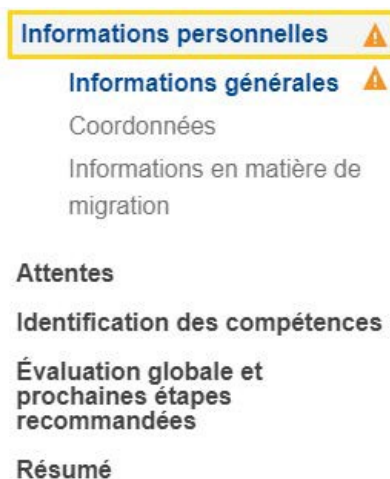 Informations personnelles
Informations générales
Coordonnées
Informations en matière de
migration
Attentes
Identification des compétences
Évaluation globale et
prochaines étapes
recommandées
Résumé